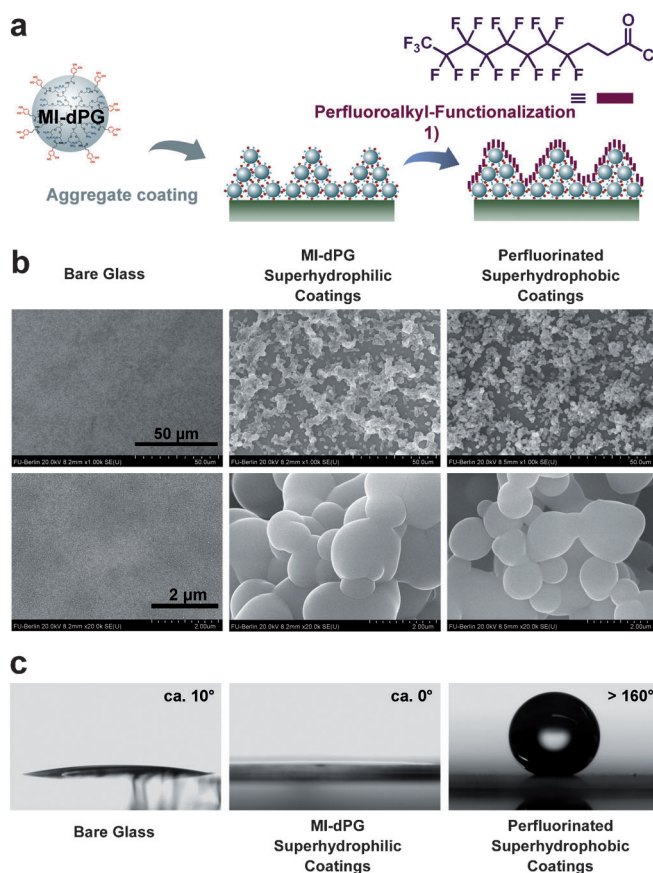 a
F F F F F F F F
O
F₃C
C
F F F F F F F F
MI-dPG
Perfluoroalkyl-Functionalization
1)
Aggregate coating
b
Bare Glass
MI-dPG
Superhydrophilic
Coatings
Perfluorinated
Superhydrophobic
Coatings
50 µm
FU-Berlin 20.0kV 8.2mm x1.00k SE(U) 50.0um
FU-Berlin 20.0kV 8.2mm x1.00k SE(U) 50.0um
FU-Berlin 20.0kV 8.5mm x1.00k SE(U) 50.0um
2 µm
FU-Berlin 20.0kV 8.2mm x20.0k SE(U) 2.00um
FU-Berlin 20.0kV 8.2mm x20.0k SE(U) 2.00um
FU-Berlin 20.0kV 8.5mm x20.0k SE(U) 2.00um
c
ca. 10°
ca. 0°
> 160°
Bare Glass
MI-dPG
Superhydrophilic
Coatings
Perfluorinated
Superhydrophobic
Coatings